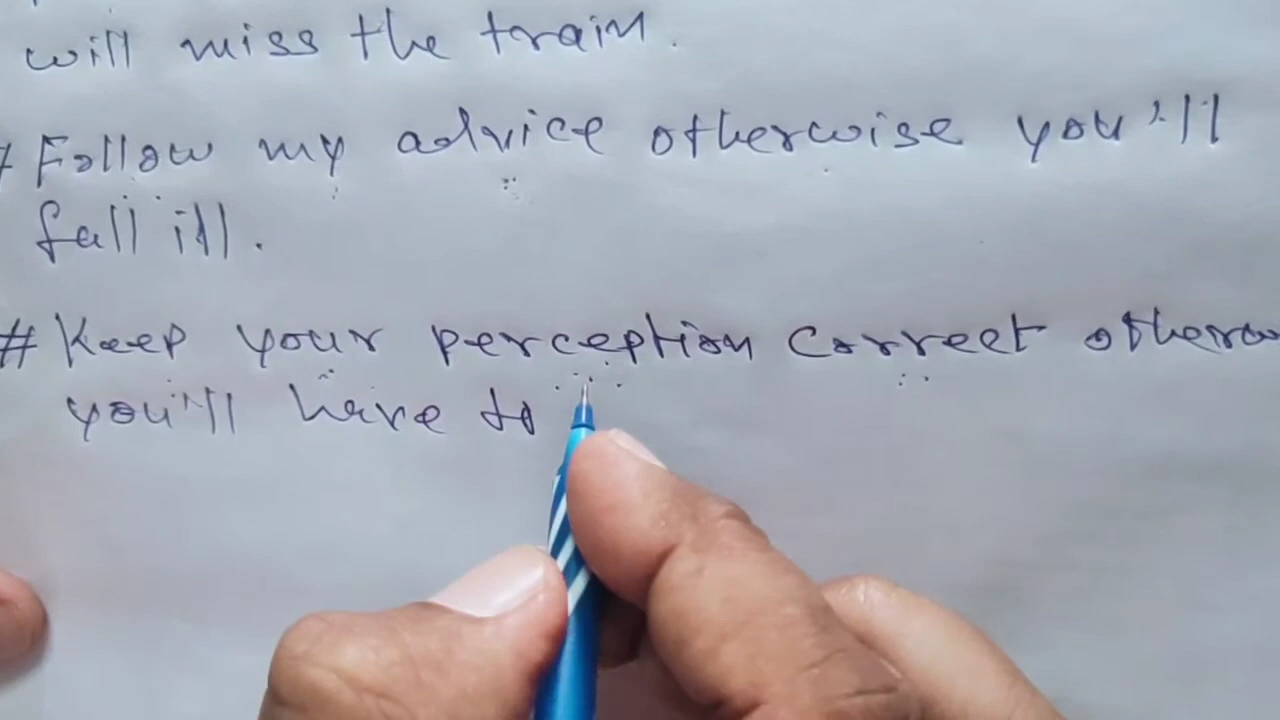 will miss the train.
# Follow my advice otherwise you'll
fall ill.
# Keep your perception correct otherw
you'll have to